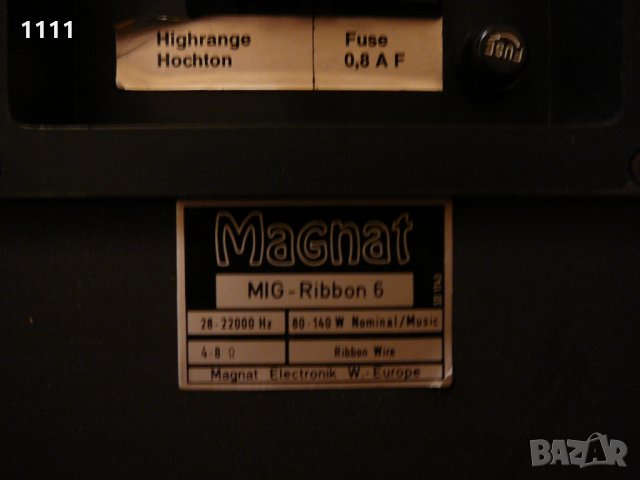 1111
Highrange Fuse
Hochton 0,8 A F
FUSE
Magnat
MIG-Ribbon 6
28-22000 Hz 80-140 W Nominal/Music
4-8 Ω Ribbon Wire
Magnat Electronik W.-Europe
BAZAR